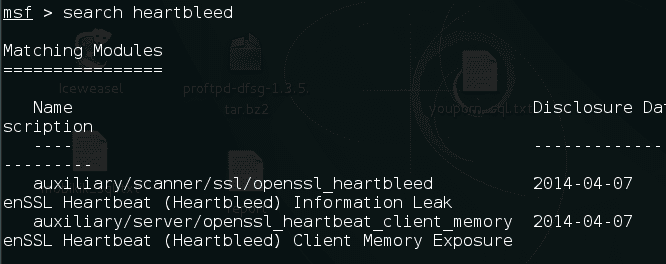 msf > search heartbleed
Matching Modules
================
Iceweasel
proftpd-dfsg-1.3.5.
tar.bz2
Name Disclosure Dat
scription
---- -------------
---------
auxiliary/scanner/ssl/openssl_heartbleed 2014-04-07
enSSL Heartbeat (Heartbleed) Information Leak
auxiliary/server/openssl_heartbeat_client_memory 2014-04-07
enSSL Heartbeat (Heartbleed) Client Memory Exposure